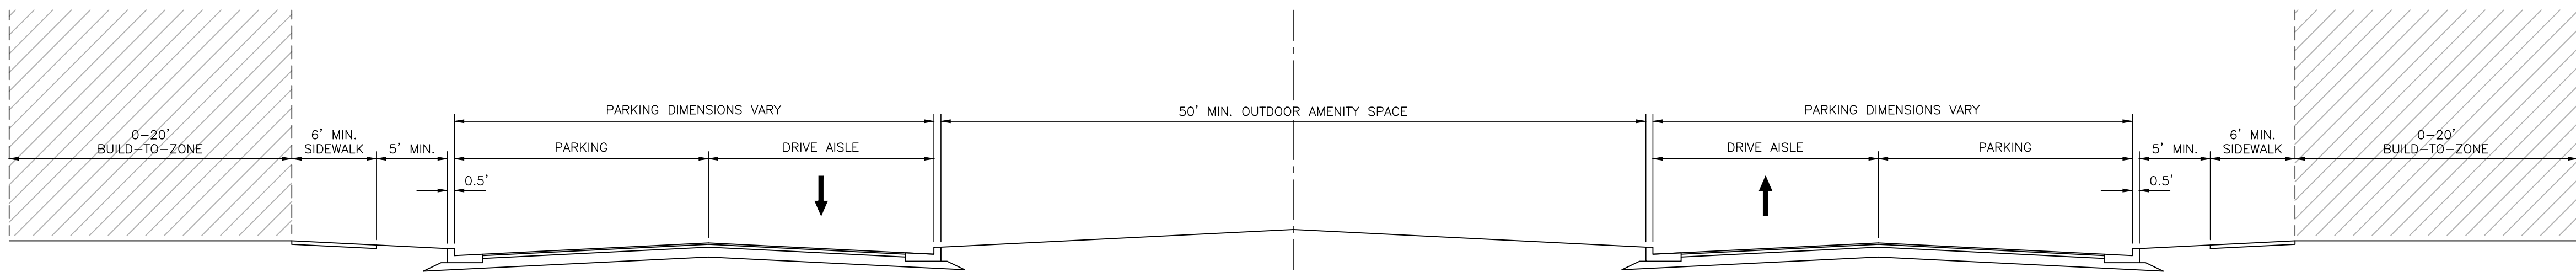 PARKING DIMENSIONS VARY
50' MIN. OUTDOOR AMENITY SPACE
PARKING DIMENSIONS VARY
0-20'
BUILD-TO-ZONE
6' MIN.
SIDEWALK
5' MIN.
PARKING
DRIVE AISLE
DRIVE AISLE
PARKING
5' MIN.
6' MIN.
SIDEWALK
0-20'
BUILD-TO-ZONE
0.5'
0.5'